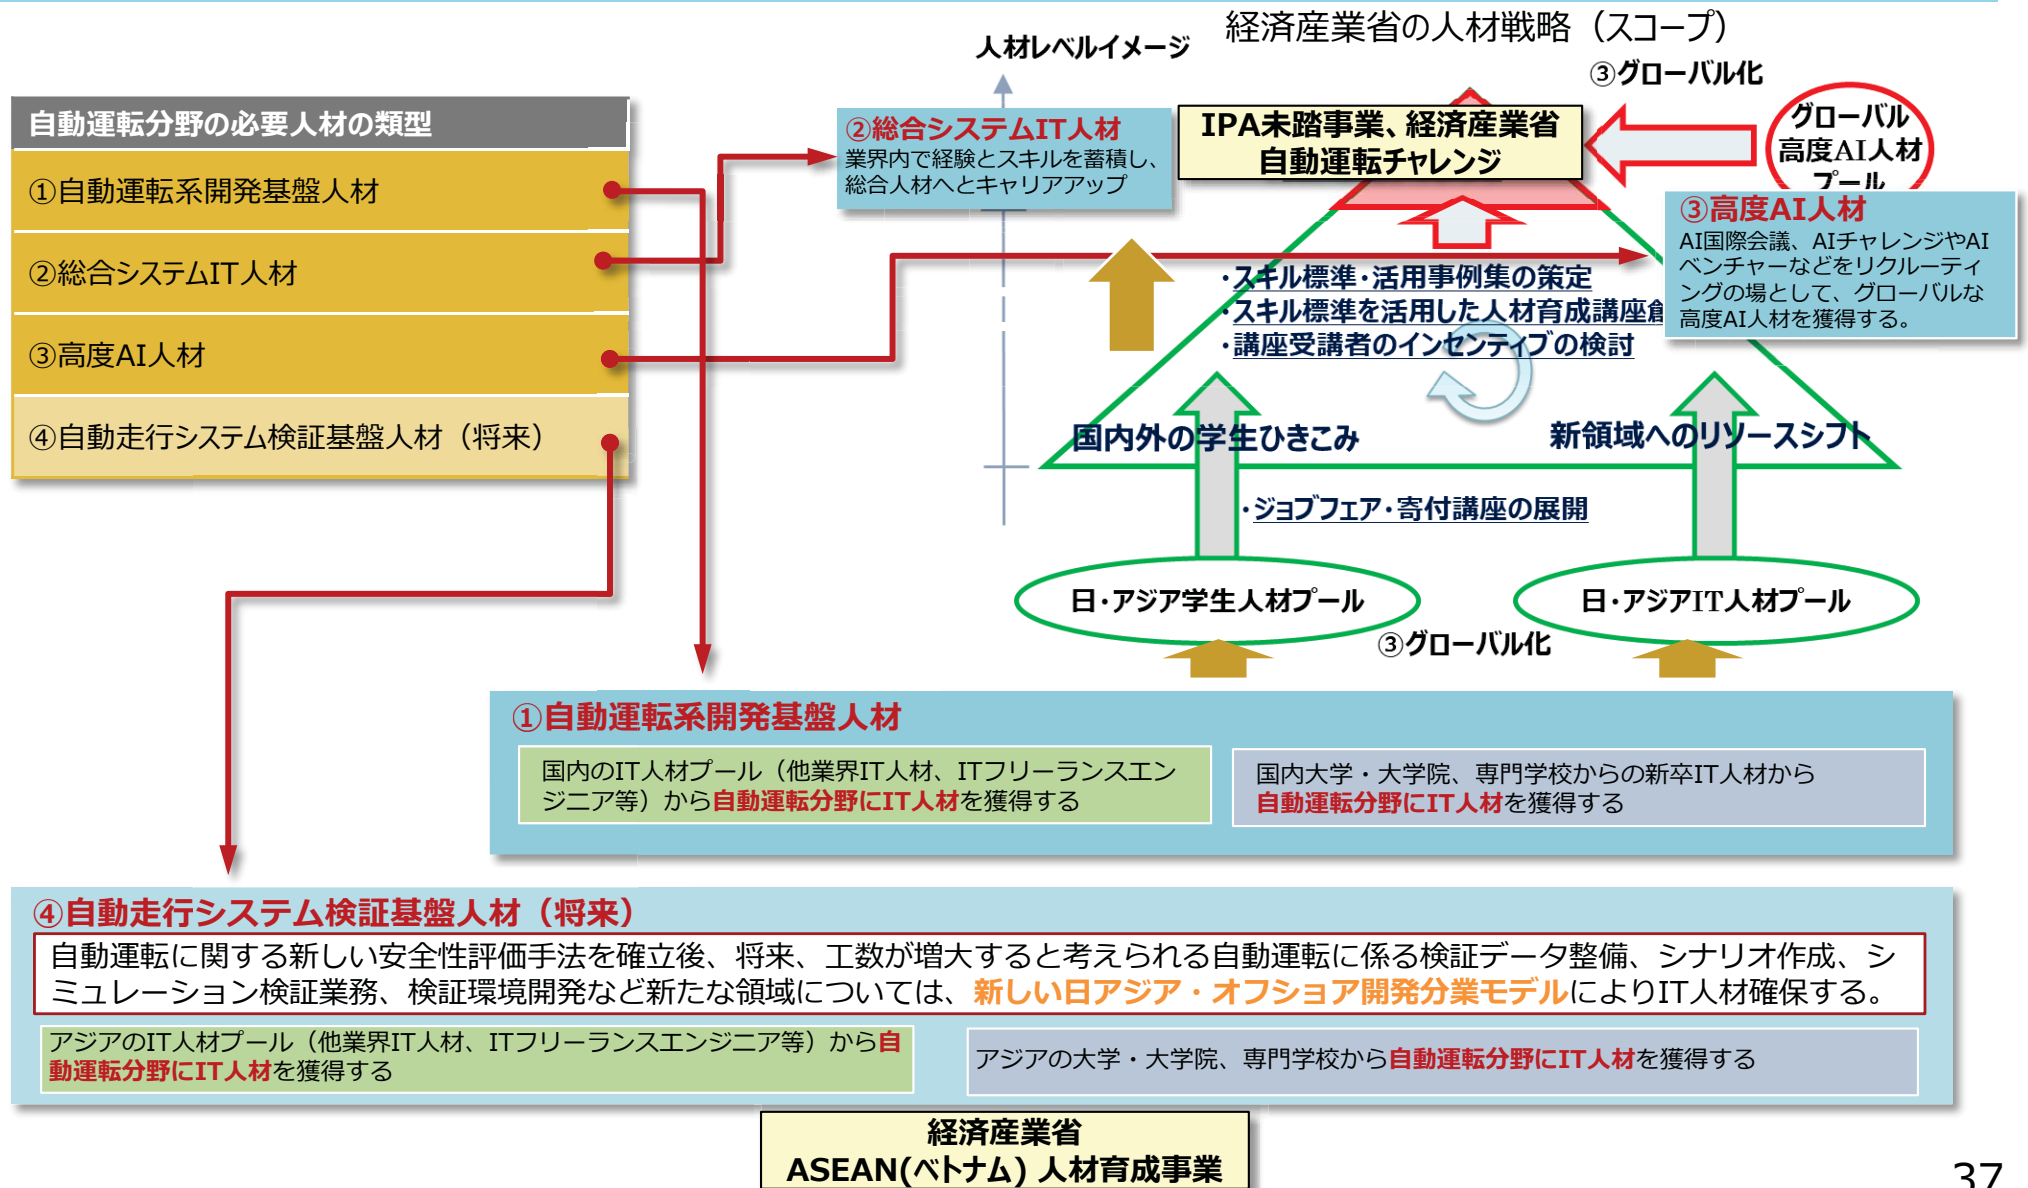 経済産業省の人材戦略（スコープ）
人材レベルイメージ
③グローバル化
自動運転分野の必要人材の類型
①自動運転系開発基盤人材
②総合システムIT人材
③高度AI人材
④自動走行システム検証基盤人材（将来）
②総合システムIT人材
業界内で経験とスキルを蓄積し、
総合人材へとキャリアアップ
IPA未踏事業、経済産業省
自動運転チャレンジ
グローバル
高度AI人材
プール
③高度AI人材
AI国際会議、AIチャレンジやAI
ベンチャーなどをリクルーティ
ングの場として、グローバルな
高度AI人材を獲得する。
・スキル標準・活用事例集の策定
・スキル標準を活用した人材育成講座
・講座受講者のインセンティブの検討
国内外の学生ひきこみ
新領域へのリソースシフト
・ジョブフェア・寄付講座の展開
日・アジア学生人材プール
日・アジアIT人材プール
③グローバル化
①自動運転系開発基盤人材
国内のIT人材プール（他業界IT人材、ITフリーランスエン
ジニア等）から自動運転分野にIT人材を獲得する
国内大学・大学院、専門学校からの新卒IT人材から
自動運転分野にIT人材を獲得する
④自動走行システム検証基盤人材（将来）
自動運転に関する新しい安全性評価手法を確立後、将来、工数が増大すると考えられる自動運転に係る検証データ整備、シナリオ作成、シ
ミュレーション検証業務、検証環境開発など新たな領域については、新しい日アジア・オフショア開発分業モデルによりIT人材確保する。
アジアのIT人材プール（他業界IT人材、ITフリーランスエンジニア等）から自
動運転分野にIT人材を獲得する
アジアの大学・大学院、専門学校から自動運転分野にIT人材を獲得する
経済産業省
ASEAN(ベトナム) 人材育成事業
37